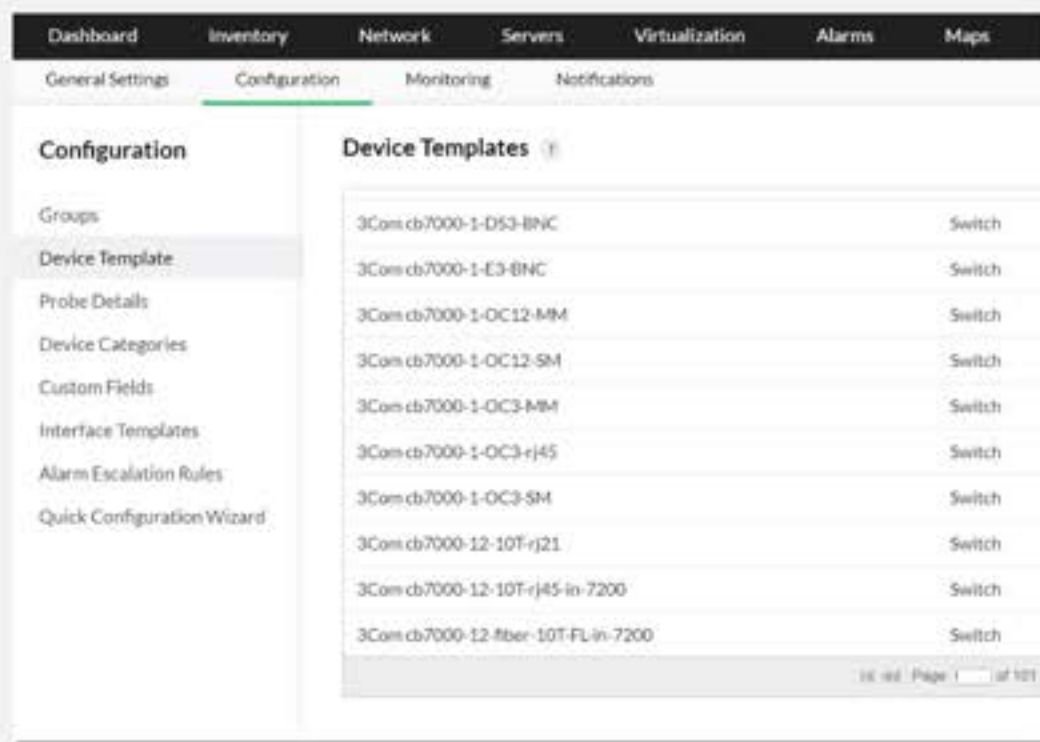 Dashboard Inventory Network Servers Virtualization Alarms Maps
General Settings Configuration Monitoring Notifications
Configuration
Groups
Device Template
Probe Details
Device Categories
Custom Fields
Interface Templates
Alarm Escalation Rules
Quick Configuration Wizard
Device Templates ?
3Com cb7000-1-DS3-BNC Switch
3Com cb7000-1-E3-BNC Switch
3Com cb7000-1-OC12-MM Switch
3Com cb7000-1-OC12-SM Switch
3Com cb7000-1-OC3-MM Switch
3Com cb7000-1-OC3-rj45 Switch
3Com cb7000-1-OC3-SM Switch
3Com cb7000-12-10T-rj21 Switch
3Com cb7000-12-10T-rj45-in-7200 Switch
3Com cb7000-12-fiber-10T-FL-in-7200 Switch
Page 1 of 101